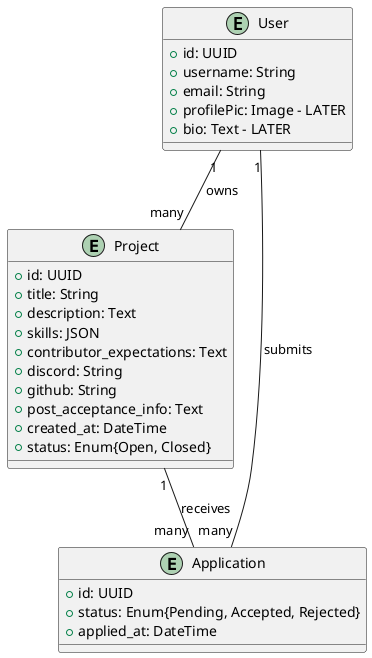 E User
id: UUID
username: String
email: String
profilePic: Image - LATER
bio: Text - LATER
1
1
owns
many
E Project
id: UUID
title: String
description: Text
skills: JSON
contributor_expectations: Text
discord: String
github: String
post_acceptance_info: Text
created_at: DateTime
status: Enum{Open, Closed}
submits
1
receives
many
many
E Application
id: UUID
status: Enum{Pending, Accepted, Rejected}
applied_at: DateTime